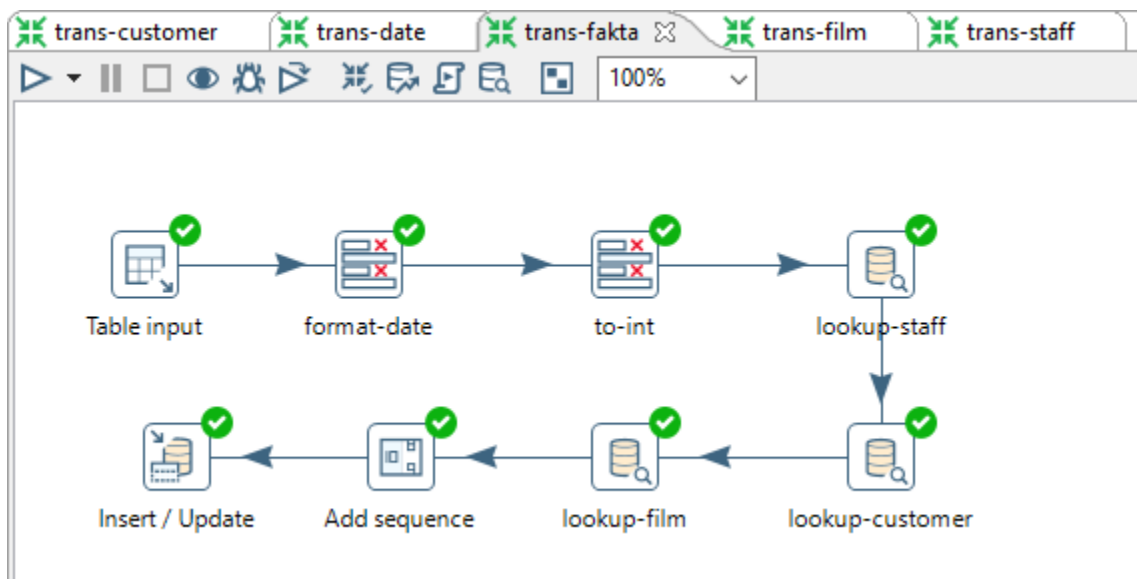 trans-customer
trans-date
trans-fakta
trans-film
trans-staff
100%
Table input
format-date
to-int
lookup-staff
Insert / Update
Add sequence
lookup-film
lookup-customer